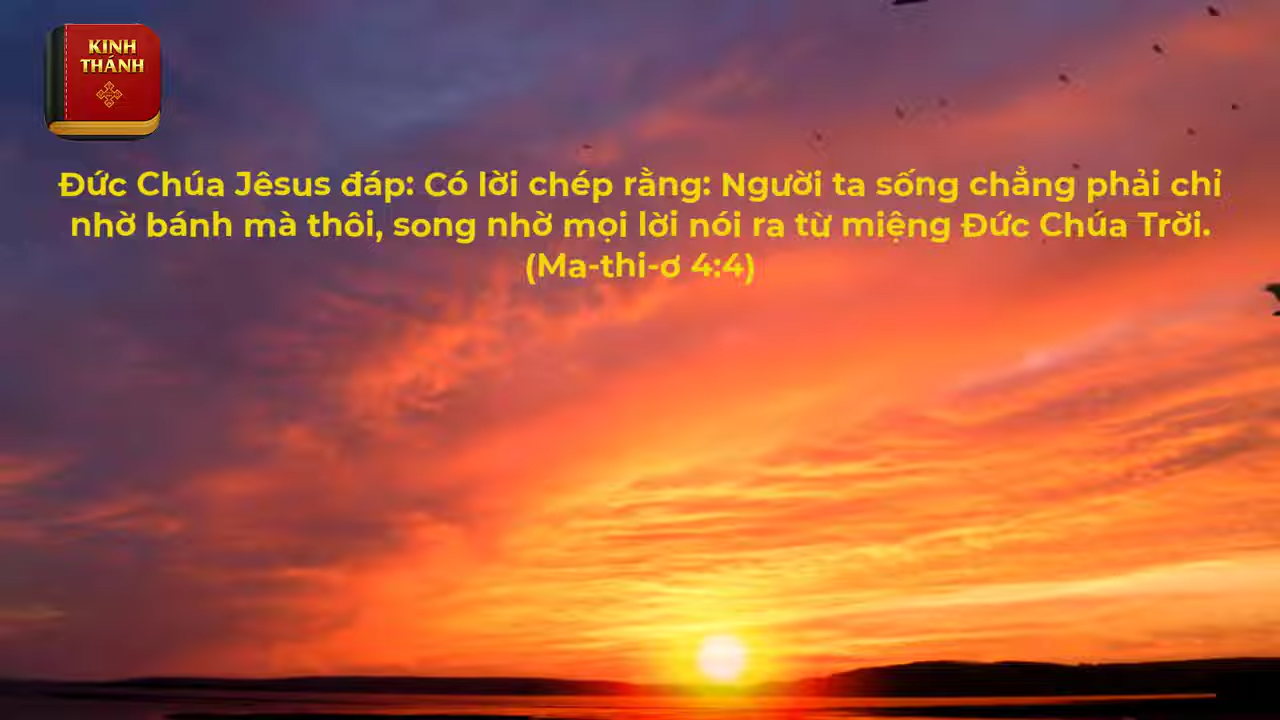 KINH
THÁNH
Đức Chúa Jêsus đáp: Có lời chép rằng: Người ta sống chẳng phải chỉ
nhờ bánh mà thôi, song nhờ mọi lời nói ra từ miệng Đức Chúa Trời.
(Ma-thi-ơ 4:4)